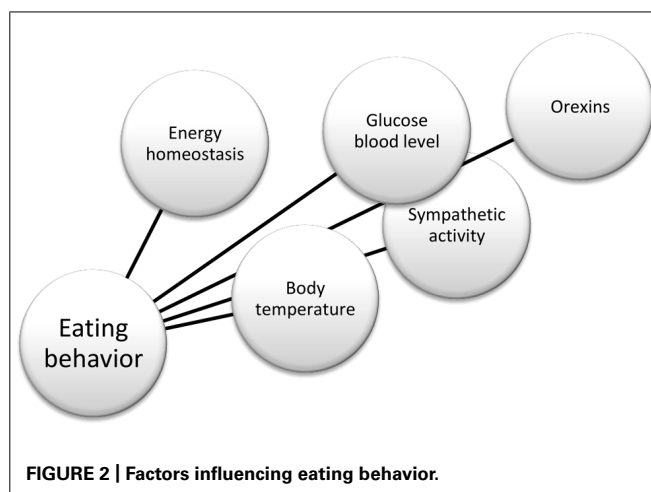 Energy
homeostasis
Glucose
blood level
Orexins
Sympathetic
activity
Body
temperature
Eating
behavior
FIGURE 2 | Factors influencing eating behavior.